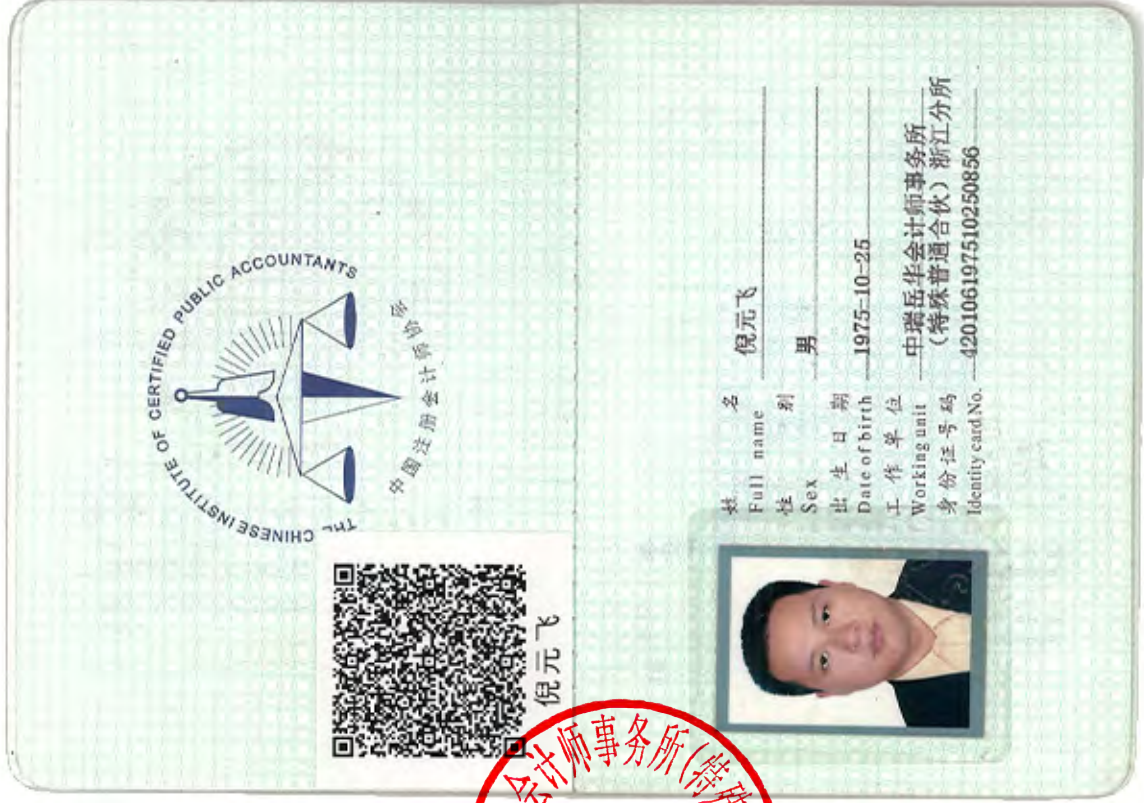 THE CHINESE INSTITUTE OF CERTIFIED PUBLIC ACCOUNTANTS
中国注册会计师协会
倪元飞
姓名 倪元飞
Full name
性别 男
Sex
出生日期 1975-10-25
Date of birth
工作单位 中瑞岳华会计师事务所
Working unit (特殊普通合伙) 浙江分所
身份证号码 420106197510250856
Identity card No.
会计师事务所(特殊